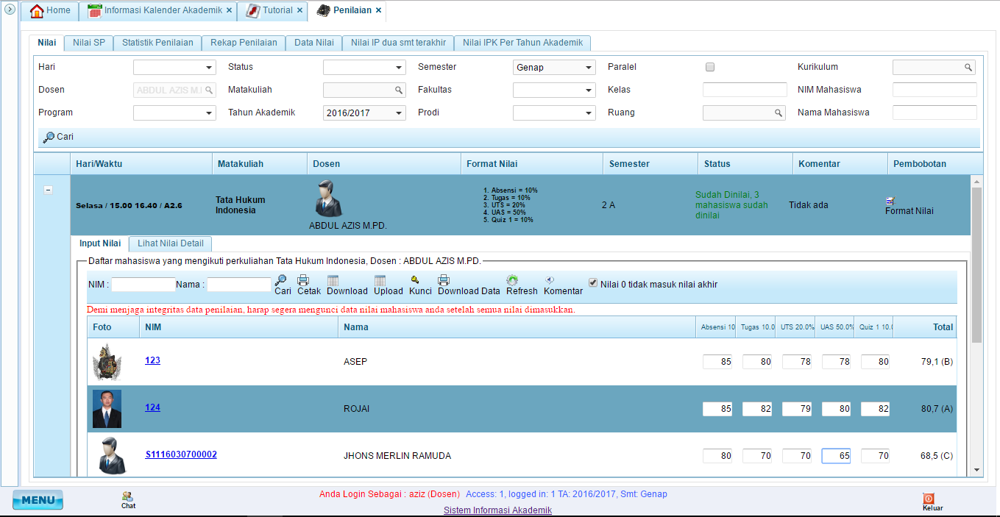 Home Informasi Kalender Akademik × Tutorial × Penilaian ×
Nilai Nilai SP Statistik Penilaian Rekap Penilaian Data Nilai Nilai IP dua smt terakhir Nilai IPK Per Tahun Akademik
Hari Status Semester Genap Paralel Kurikulum
Dosen ABDUL AZIS M.I Matakuliah Fakultas Kelas NIM Mahasiswa
Program Tahun Akademik 2016/2017 Prodi Ruang Nama Mahasiswa
Cari
Hari/Waktu Matakuliah Dosen Format Nilai Semester Status Komentar Pembobotan
Selasa / 15.00 16.40 / A2.6
Tata Hukum
Indonesia
ABDUL AZIS M.PD.
1. Absensi = 10%
2. Tugas = 10%
3. UTS = 20%
4. UAS = 50%
5. Quiz 1 = 10%
2 A
Sudah Dinilai, 3
mahasiswa sudah
dinilai
Tidak ada
Format Nilai
Input Nilai Lihat Nilai Detail
Daftar mahasiswa yang mengikuti perkuliahan Tata Hukum Indonesia, Dosen : ABDUL AZIS M.PD.
NIM : Nama : Cari Cetak Download Upload Kunci Download Data Refresh Komentar Nilai 0 tidak masuk nilai akhir
Demi menjaga integritas data penilaian, harap segera mengunci data nilai mahasiswa anda setelah semua nilai dimasukkan.
Foto NIM Nama Absensi 10 Tugas 10.0 UTS 20.0% UAS 50.0% Quiz 1 10.0 Total
123 ASEP 85 80 78 78 80 79,1 (B)
124 ROJAI 85 82 79 80 82 80,7 (A)
S1116030700002 JHONS MERLIN RAMUDA 80 70 70 65 70 68,5 (C)
MENU Chat Anda Login Sebagai : aziz (Dosen) Access: 1, logged in: 1 TA: 2016/2017, Smt: Genap
Sistem Informasi Akademik
Keluar